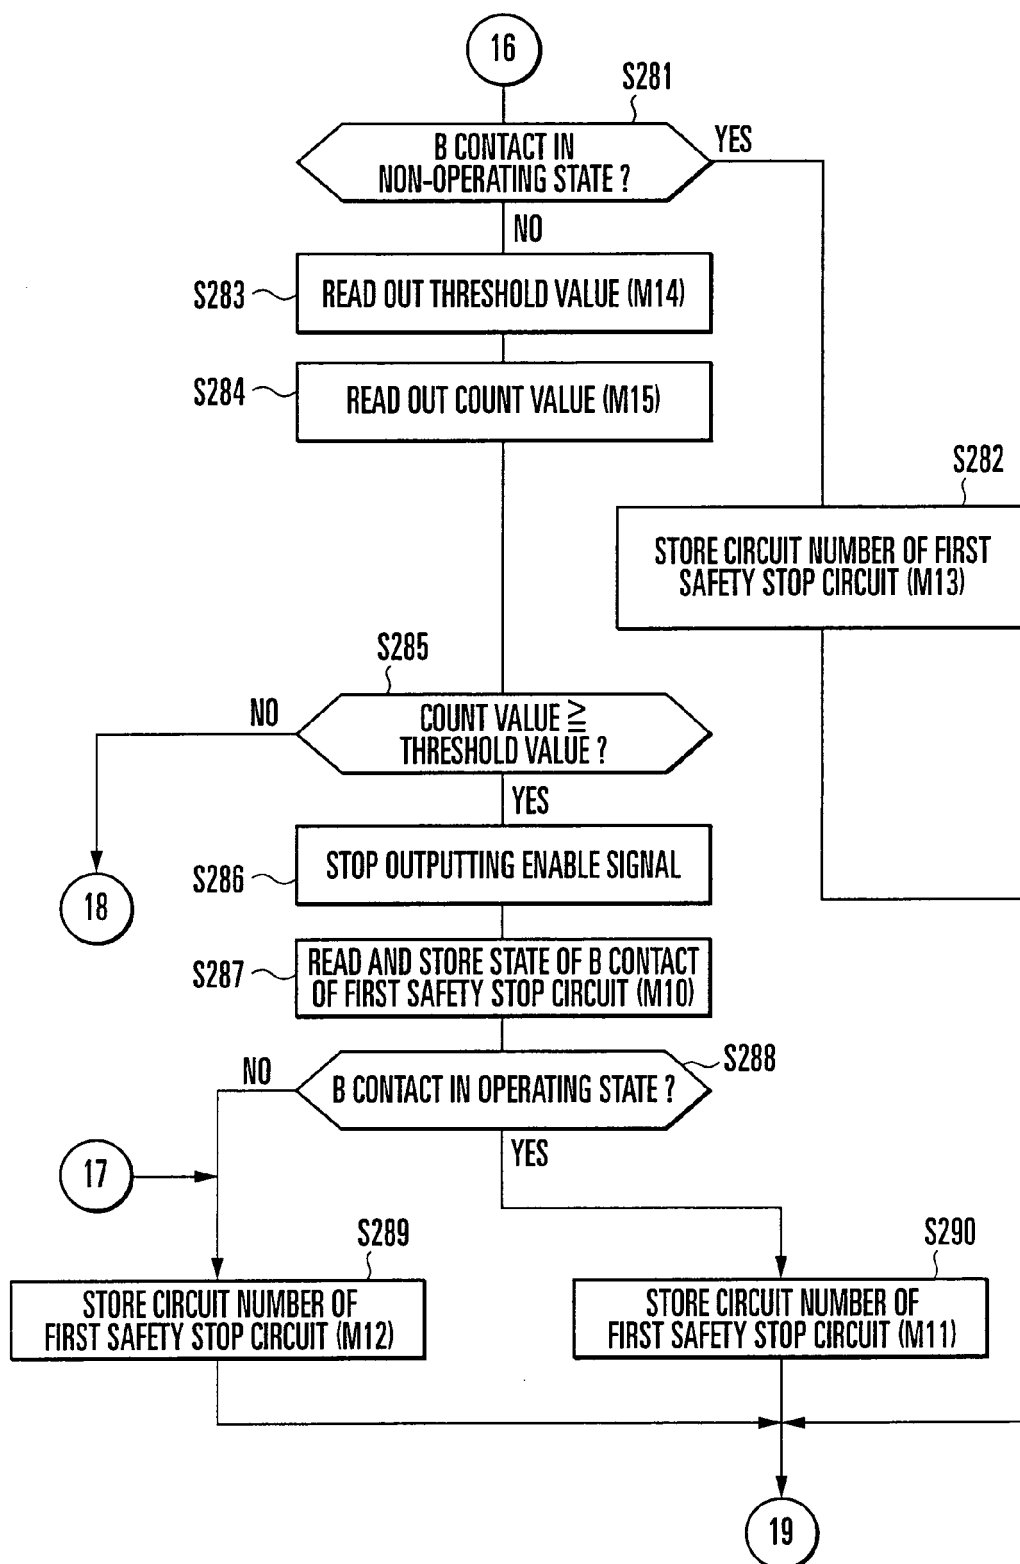 16
S281
B CONTACT IN
NON-OPERATING STATE ?
YES
NO
S283
READ OUT THRESHOLD VALUE (M14)
S284
READ OUT COUNT VALUE (M15)
S282
STORE CIRCUIT NUMBER OF FIRST
SAFETY STOP CIRCUIT (M13)
S285
NO
COUNT VALUE ≧
THRESHOLD VALUE ?
YES
18
S286
STOP OUTPUTTING ENABLE SIGNAL
S287
READ AND STORE STATE OF B CONTACT
OF FIRST SAFETY STOP CIRCUIT (M10)
S288
NO
B CONTACT IN OPERATING STATE ?
YES
17
S289
STORE CIRCUIT NUMBER OF
FIRST SAFETY STOP CIRCUIT (M12)
S290
STORE CIRCUIT NUMBER OF
FIRST SAFETY STOP CIRCUIT (M11)
19